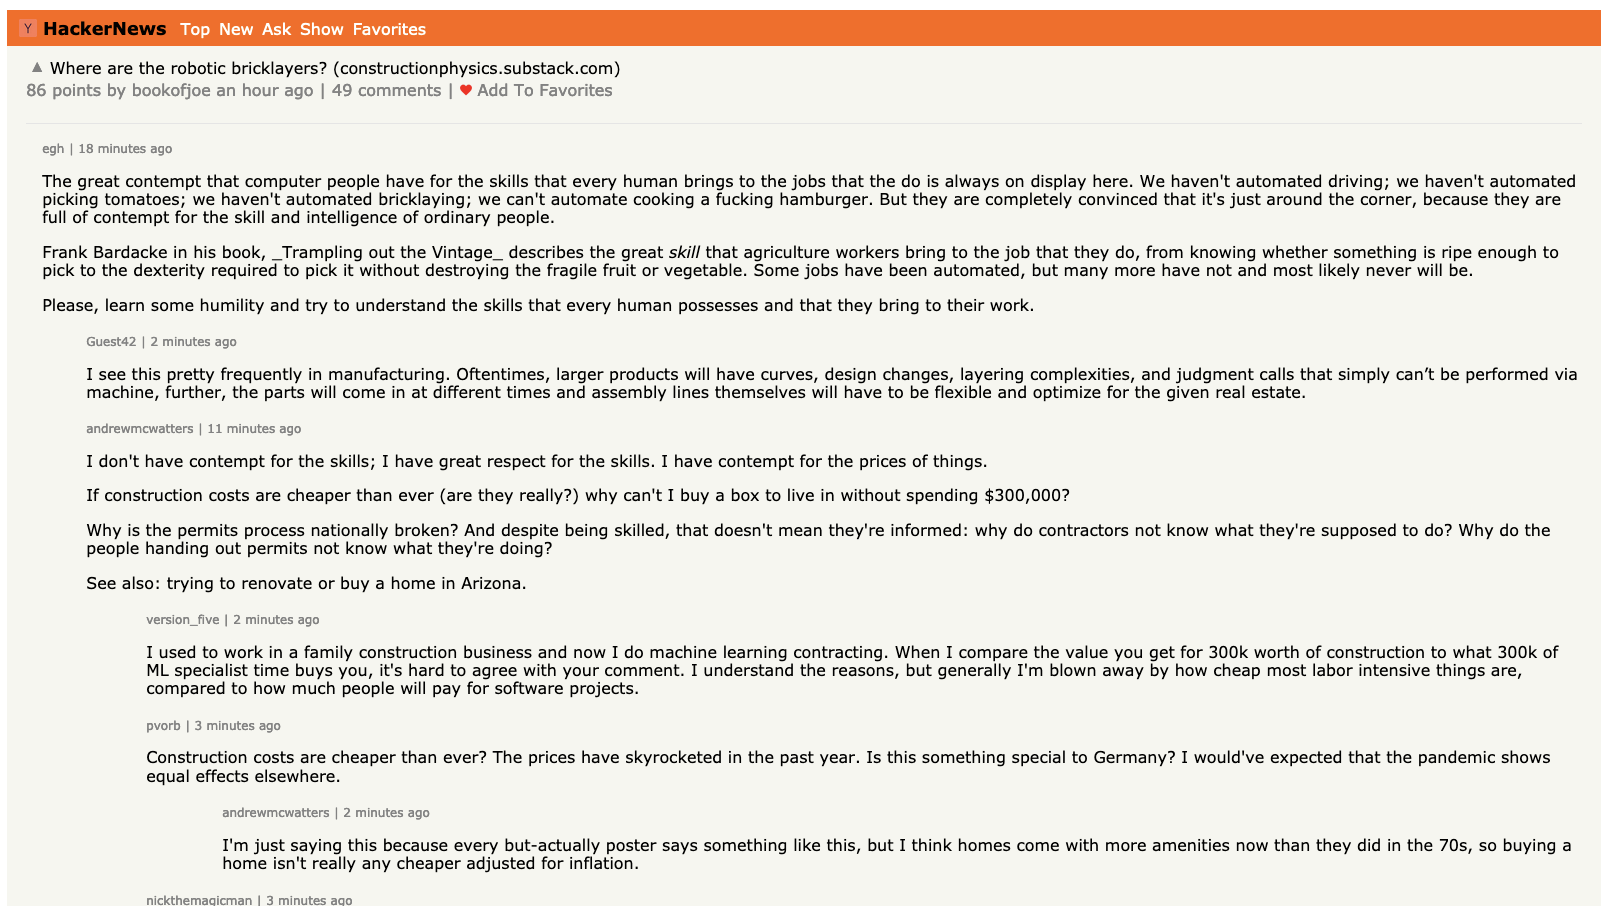 Y HackerNews Top New Ask Show Favorites
▲ Where are the robotic bricklayers? (constructionphysics.substack.com)
86 points by bookofjoe an hour ago | 49 comments | ♥ Add To Favorites
egh | 18 minutes ago
The great contempt that computer people have for the skills that every human brings to the jobs that the do is always on display here. We haven't automated driving; we haven't automated
picking tomatoes; we haven't automated bricklaying; we can't automate cooking a fucking hamburger. But they are completely convinced that it's just around the corner, because they are
full of contempt for the skill and intelligence of ordinary people.
Frank Bardacke in his book, _Trampling out the Vintage_ describes the great skill that agriculture workers bring to the job that they do, from knowing whether something is ripe enough to
pick to the dexterity required to pick it without destroying the fragile fruit or vegetable. Some jobs have been automated, but many more have not and most likely never will be.
Please, learn some humility and try to understand the skills that every human possesses and that they bring to their work.
Guest42 | 2 minutes ago
I see this pretty frequently in manufacturing. Oftentimes, larger products will have curves, design changes, layering complexities, and judgment calls that simply can’t be performed via
machine, further, the parts will come in at different times and assembly lines themselves will have to be flexible and optimize for the given real estate.
andrewmcwatters | 11 minutes ago
I don't have contempt for the skills; I have great respect for the skills. I have contempt for the prices of things.
If construction costs are cheaper than ever (are they really?) why can't I buy a box to live in without spending $300,000?
Why is the permits process nationally broken? And despite being skilled, that doesn't mean they're informed: why do contractors not know what they're supposed to do? Why do the
people handing out permits not know what they're doing?
See also: trying to renovate or buy a home in Arizona.
version_five | 2 minutes ago
I used to work in a family construction business and now I do machine learning contracting. When I compare the value you get for 300k worth of construction to what 300k of
ML specialist time buys you, it's hard to agree with your comment. I understand the reasons, but generally I'm blown away by how cheap most labor intensive things are,
compared to how much people will pay for software projects.
pvorb | 3 minutes ago
Construction costs are cheaper than ever? The prices have skyrocketed in the past year. Is this something special to Germany? I would've expected that the pandemic shows
equal effects elsewhere.
andrewmcwatters | 2 minutes ago
I'm just saying this because every but-actually poster says something like this, but I think homes come with more amenities now than they did in the 70s, so buying a
home isn't really any cheaper adjusted for inflation.
nickthemagicman | 3 minutes ago